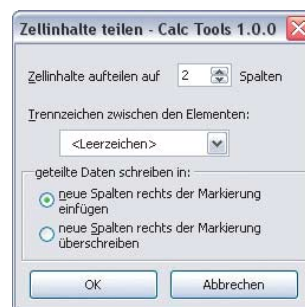 Zellinhalte teilen - Calc Tools 1.0.0
Zellinhalte aufteilen auf 2 Spalten
Trennzeichen zwischen den Elementen:
<Leerzeichen>
geteilte Daten schreiben in:
neue Spalten rechts der Markierung
einfügen
neue Spalten rechts der Markierung
überschreiben
OK Abbrechen